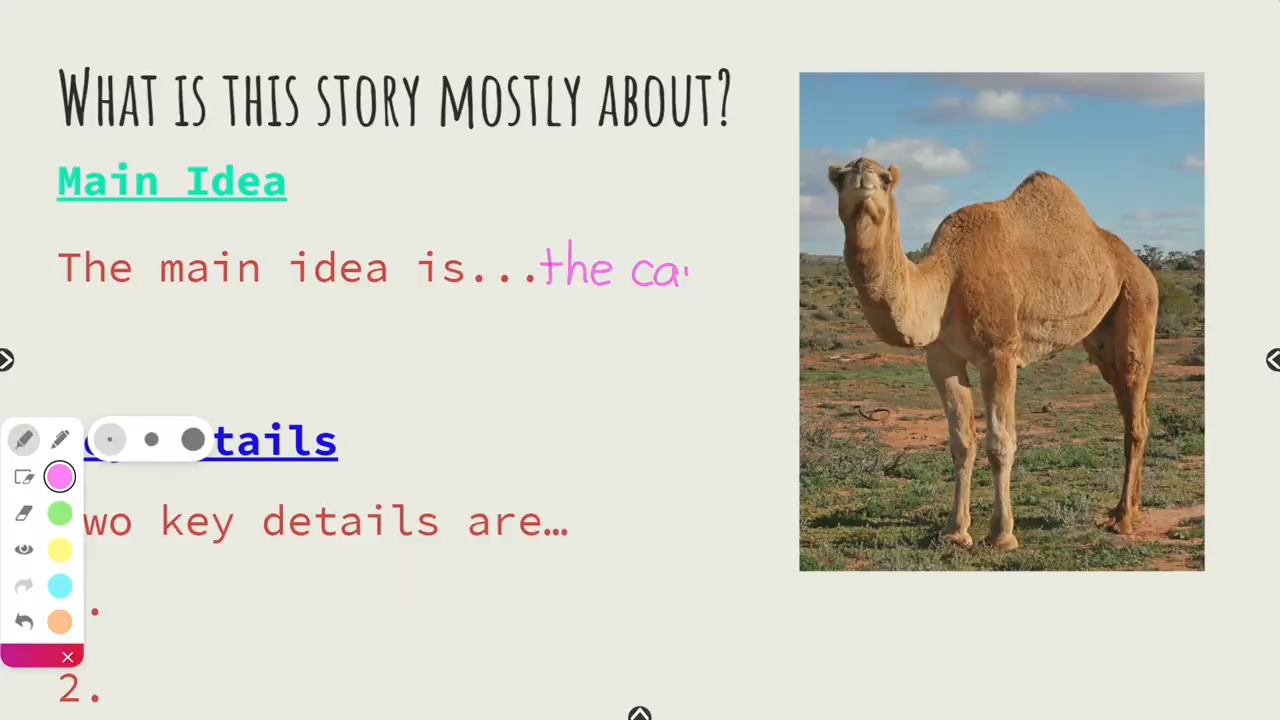 What is this story mostly about?
Main Idea
The main idea is...the ca
tails
wo key details are…
.
2.